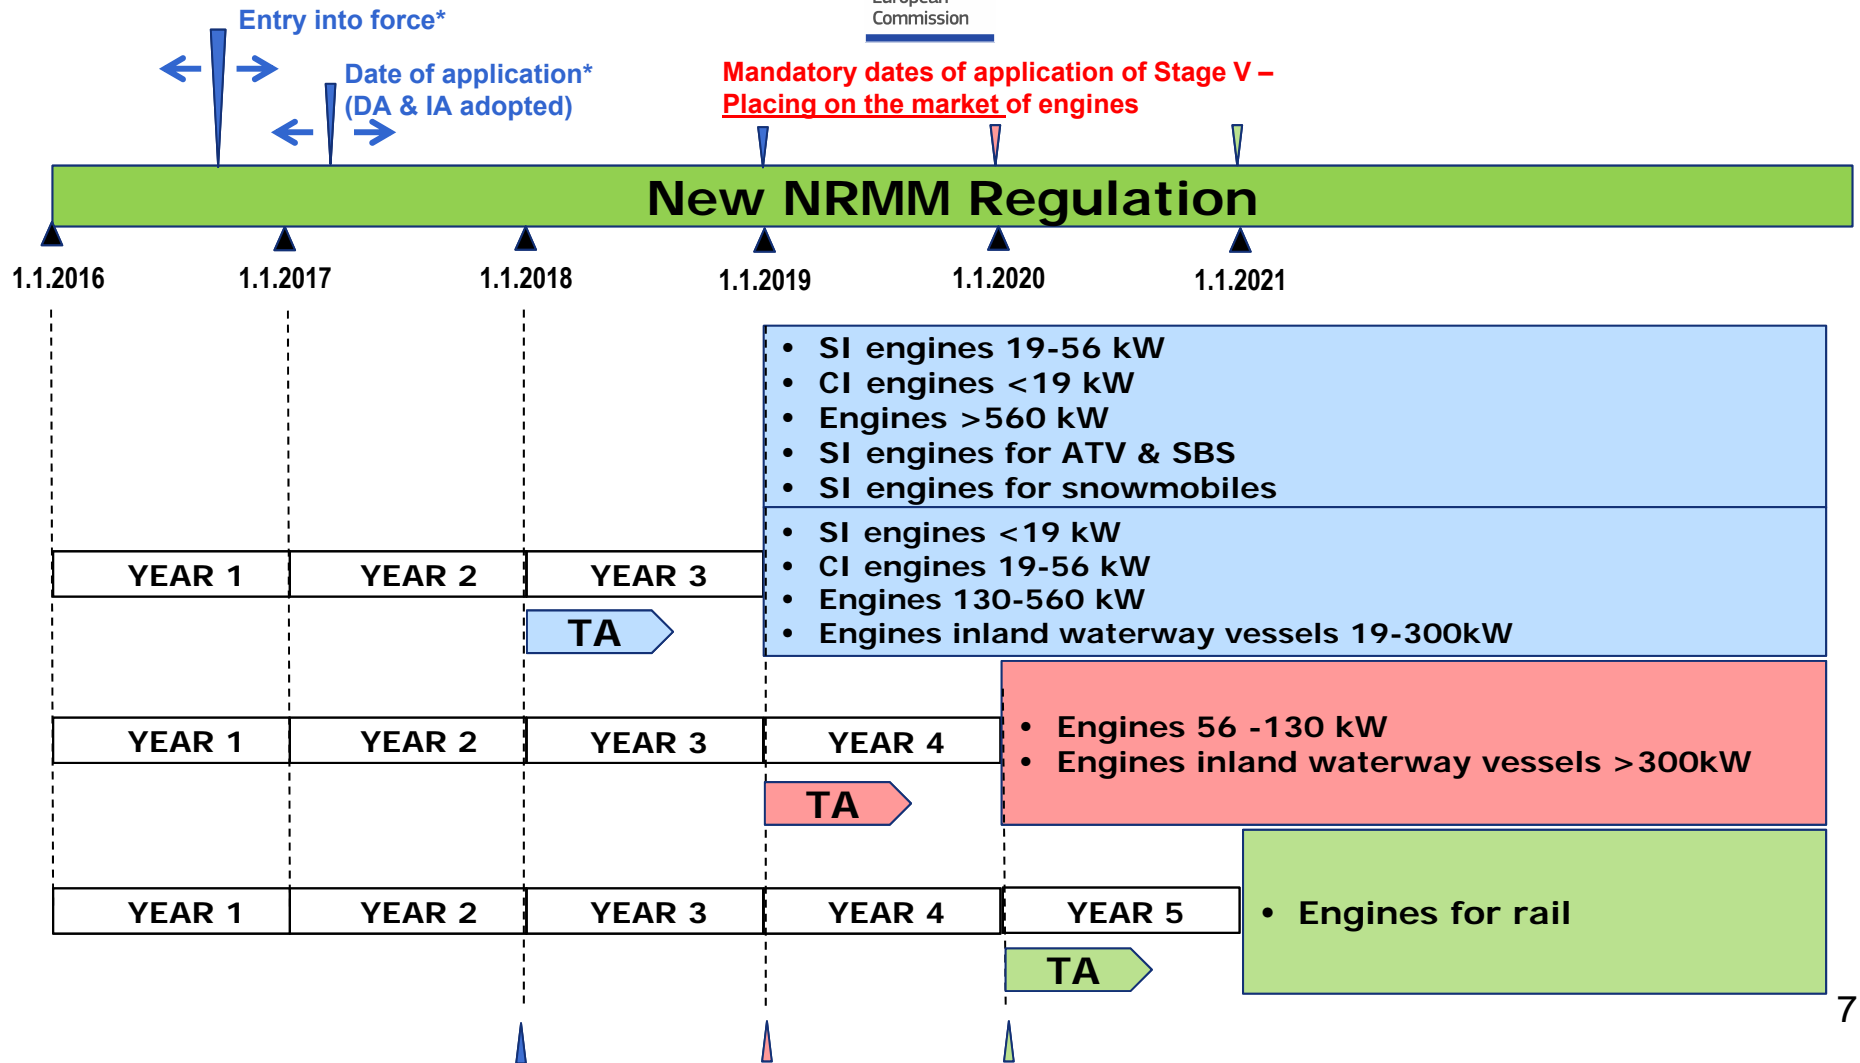 European
Commission
Entry into force*
Date of application*
(DA & IA adopted)
Mandatory dates of application of Stage V –
Placing on the market of engines
New NRMM Regulation
1.1.2016
1.1.2017
1.1.2018
1.1.2019
1.1.2020
1.1.2021
• SI engines 19-56 kW
• CI engines <19 kW
• Engines >560 kW
• SI engines for ATV & SBS
• SI engines for snowmobiles
• SI engines <19 kW
• CI engines 19-56 kW
• Engines 130-560 kW
• Engines inland waterway vessels 19-300kW
YEAR 1
YEAR 2
YEAR 3
TA
YEAR 1
YEAR 2
YEAR 3
YEAR 4
• Engines 56 -130 kW
• Engines inland waterway vessels >300kW
TA
YEAR 1
YEAR 2
YEAR 3
YEAR 4
YEAR 5
• Engines for rail
TA
7